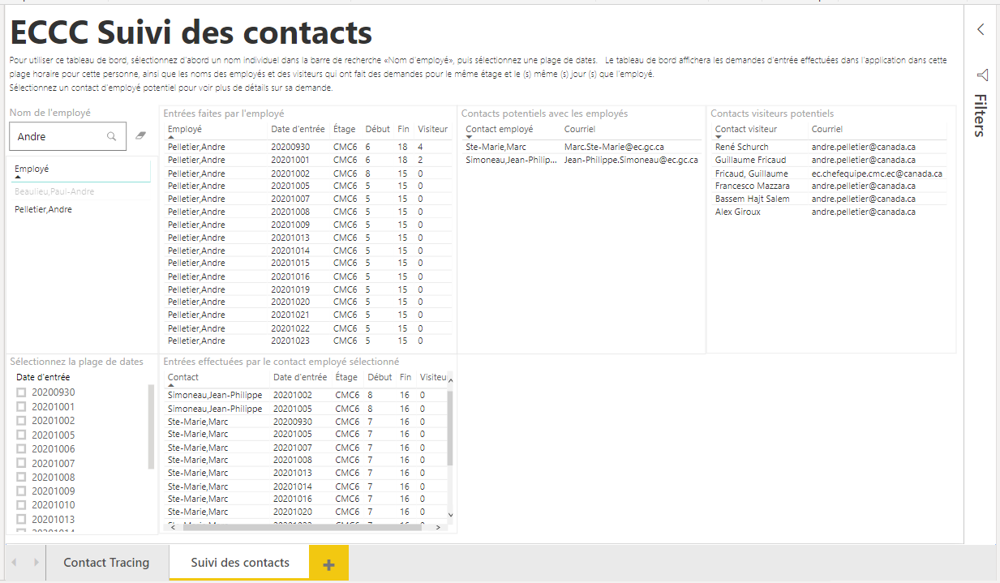 ECCC Suivi des contacts
Pour utiliser ce tableau de bord, sélectionnez d'abord un nom individuel dans la barre de recherche «Nom d'employé», puis sélectionnez une plage de dates. Le tableau de bord affichera les demandes d'entrée effectuées dans l'application dans cette
plage horaire pour cette personne, ainsi que les noms des employés et des visiteurs qui ont fait des demandes pour le même étage et le (s) même (s) jour (s) que l'employé.
Sélectionnez un contact d'employé potentiel pour voir plus de détails sur sa demande.
Filters
Nom de l'employé
Andre
Employé
Beaulieu,Paul-Andre
Pelletier,Andre
Entrées faites par l'employé
Employé Date d'entrée Étage Début Fin Visiteur
Pelletier,Andre 20200930 CMC6 6 18 4
Pelletier,Andre 20201001 CMC6 6 18 2
Pelletier,Andre 20201002 CMC6 8 15 0
Pelletier,Andre 20201005 CMC6 5 15 0
Pelletier,Andre 20201007 CMC6 5 15 0
Pelletier,Andre 20201008 CMC6 5 15 0
Pelletier,Andre 20201009 CMC6 5 15 0
Pelletier,Andre 20201013 CMC6 5 15 0
Pelletier,Andre 20201014 CMC6 5 15 0
Pelletier,Andre 20201015 CMC6 5 15 0
Pelletier,Andre 20201016 CMC6 5 15 0
Pelletier,Andre 20201019 CMC6 5 15 0
Pelletier,Andre 20201020 CMC6 5 15 0
Pelletier,Andre 20201021 CMC6 5 15 0
Pelletier,Andre 20201022 CMC6 5 15 0
Pelletier,Andre 20201023 CMC6 5 15 0
Contacts potentiels avec les employés
Contact employé Courriel
Ste-Marie,Marc Marc.Ste-Marie@ec.gc.ca
Simoneau,Jean-Philip... Jean-Philippe.Simoneau@ec.gc.ca
Contacts visiteurs potentiels
Contact visiteur Courriel
René Schurch andre.pelletier@canada.ca
Guillaume Fricaud andre.pelletier@canada.ca
Fricaud, Guillaume ec.chefequipe.cmc.ec@canada.ca
Francesco Mazzara andre.pelletier@canada.ca
Bassem Hajt Salem andre.pelletier@canada.ca
Alex Giroux andre.pelletier@canada.ca
Sélectionnez la plage de dates
Date d'entrée
20200930
20201001
20201002
20201005
20201006
20201007
20201008
20201009
20201010
20201013
20201014
Entrées effectuées par le contact employé sélectionné
Contact Date d'entrée Étage Début Fin Visiteu
Simoneau,Jean-Philippe 20201002 CMC6 8 16 0
Simoneau,Jean-Philippe 20201005 CMC6 8 16 0
Ste-Marie,Marc 20200930 CMC6 7 16 0
Ste-Marie,Marc 20201005 CMC6 7 16 0
Ste-Marie,Marc 20201007 CMC6 7 16 0
Ste-Marie,Marc 20201008 CMC6 7 16 0
Ste-Marie,Marc 20201013 CMC6 7 16 0
Ste-Marie,Marc 20201014 CMC6 7 16 0
Ste-Marie,Marc 20201016 CMC6 7 16 0
Ste-Marie,Marc 20201020 CMC6 7 16 0
Contact Tracing
Suivi des contacts